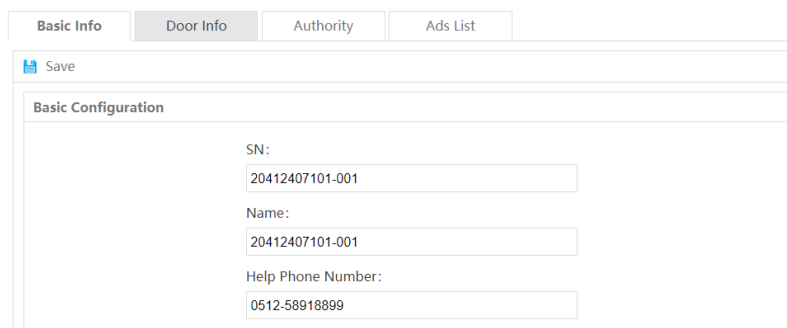 Basic Info Door Info Authority Ads List
Save
Basic Configuration
SN:
20412407101-001
Name:
20412407101-001
Help Phone Number:
0512-58918899